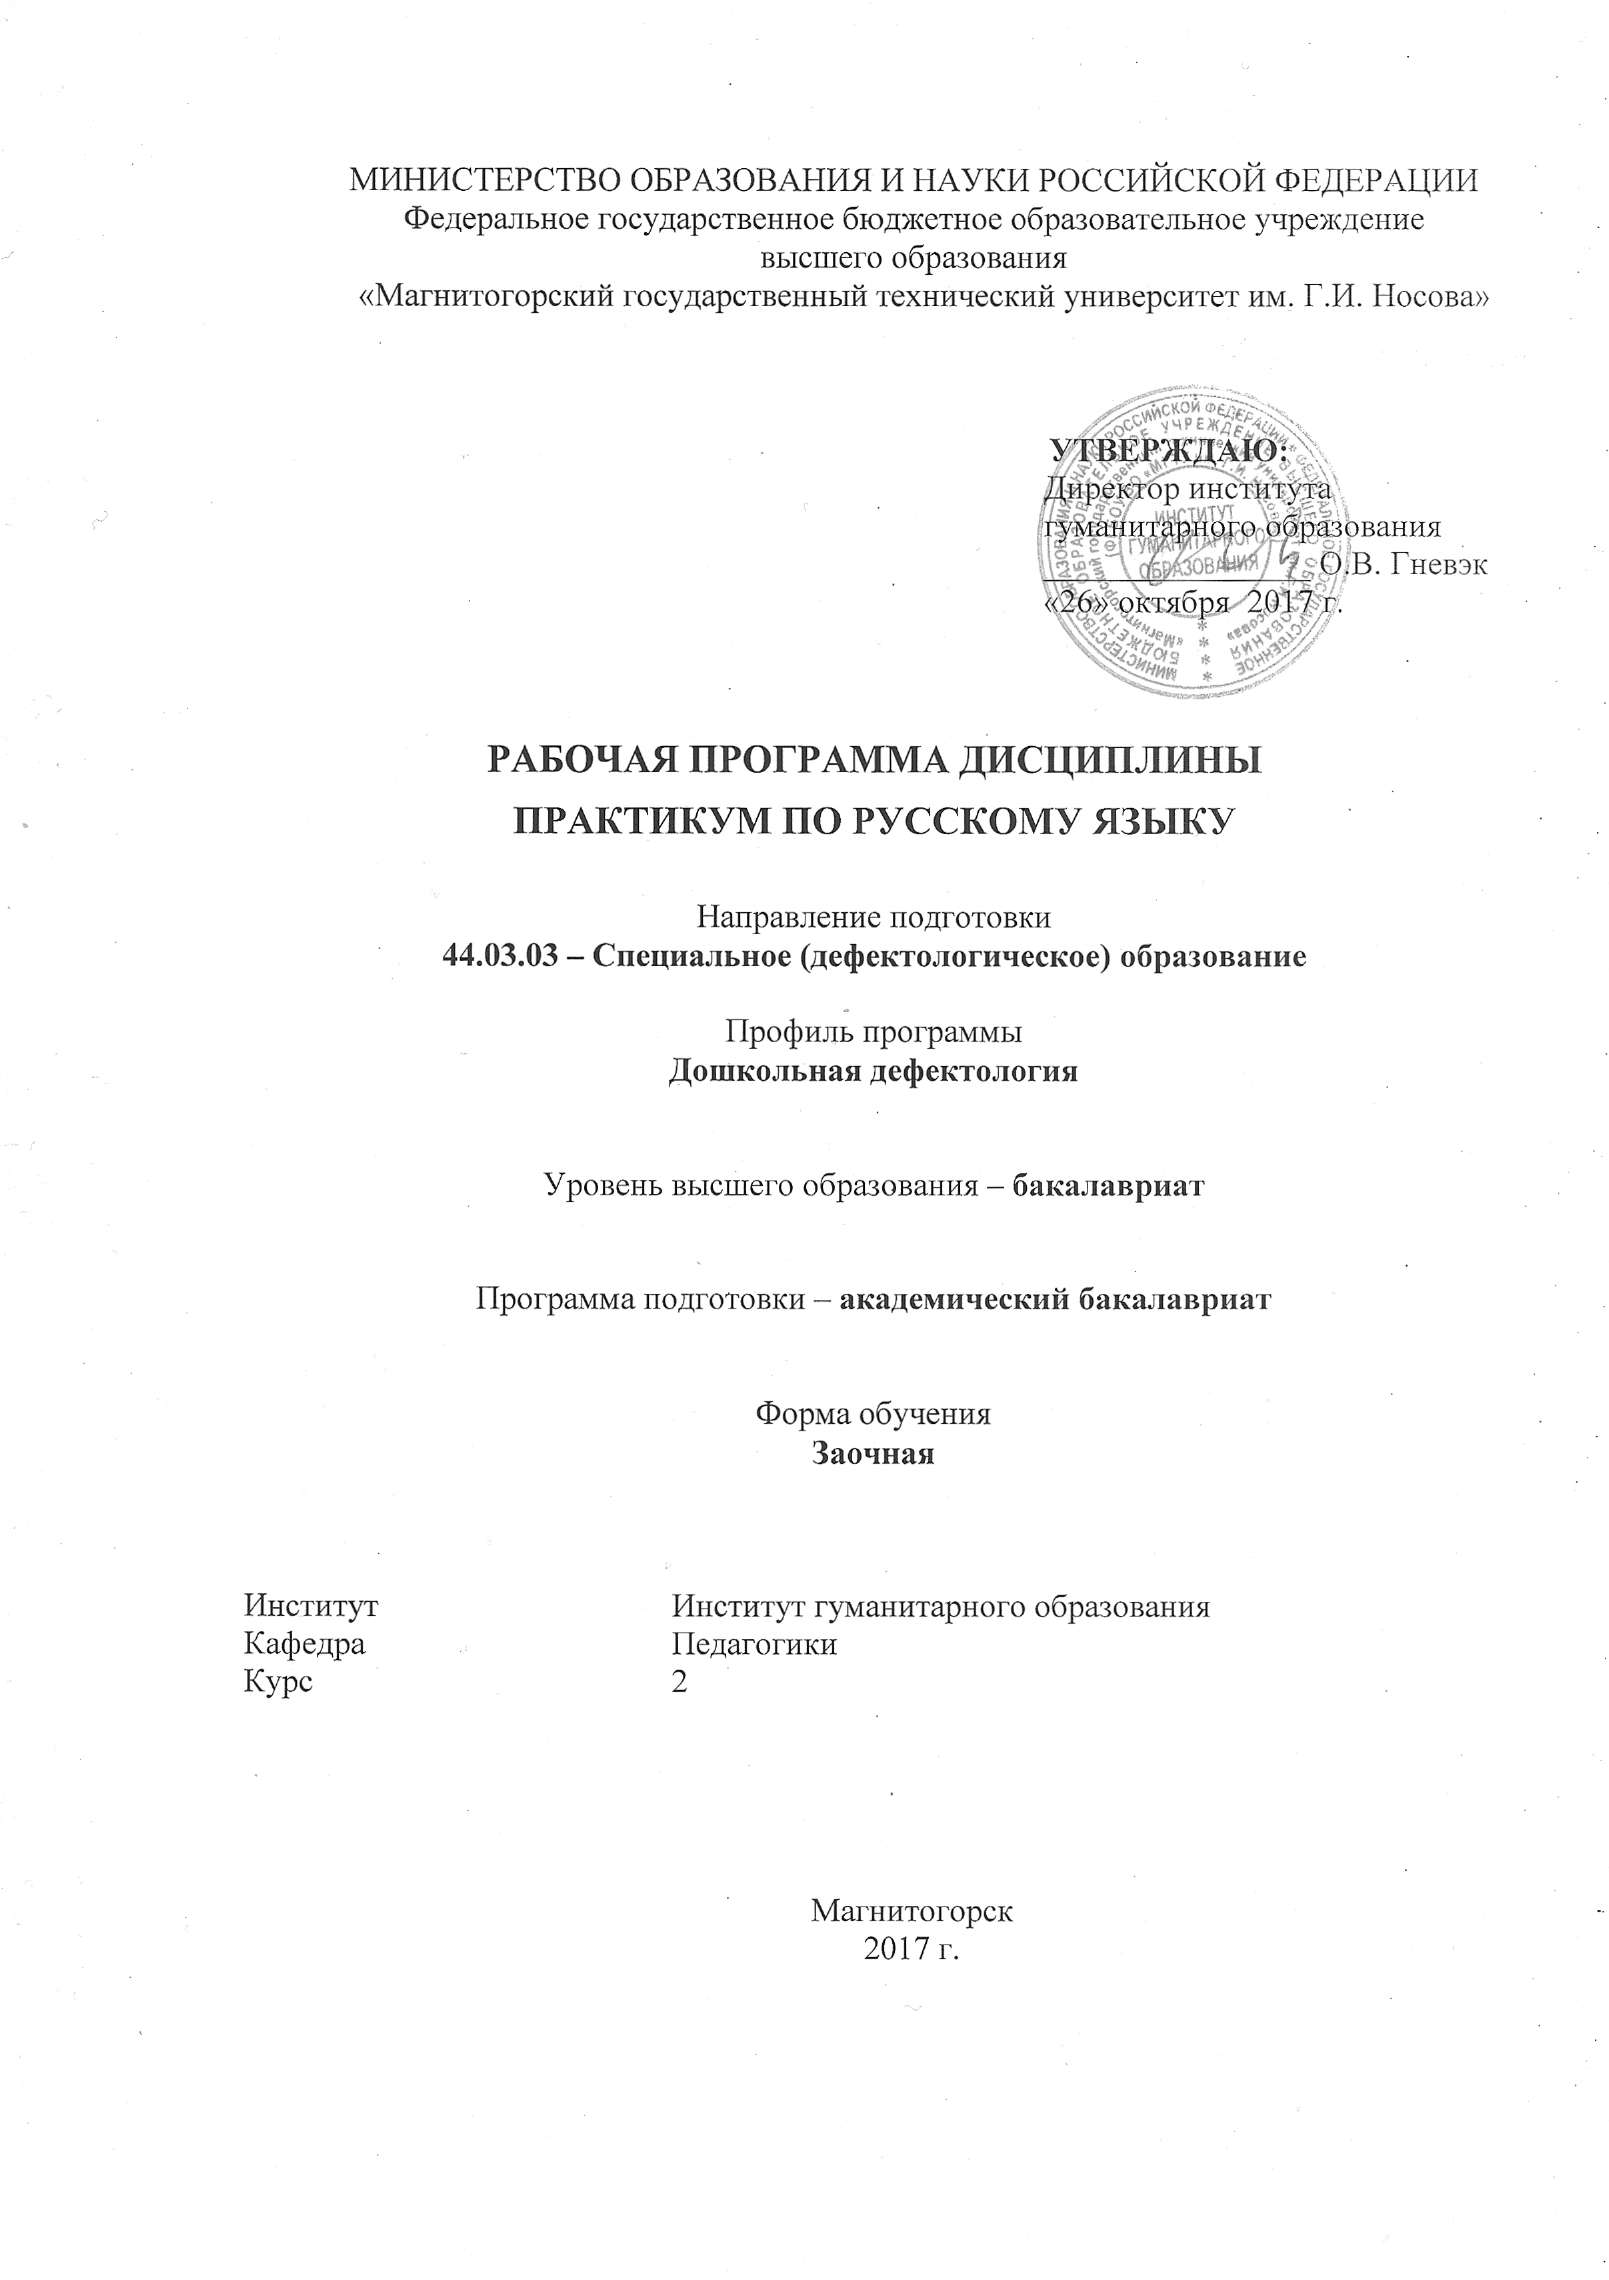 МИНИСТЕРСТВО ОБРАЗОВАНИЯ И НАУКИ РОССИЙСКОЙ ФЕДЕРАЦИИ
Федеральное государственное бюджетное образовательное учреждение
высшего образования
«Магнитогорский государственный технический университет им. Г.И. Носова»
УТВЕРЖДАЮ:
Директор института
гуманитарного образования
О.В. Гневэк
«26» октября 2017 г.
ИНСТИТУТ
ГУМАНИТАРНОГО
ОБРАЗОВАНИЯ
РАБОЧАЯ ПРОГРАММА ДИСЦИПЛИНЫ
ПРАКТИКУМ ПО РУССКОМУ ЯЗЫКУ
Направление подготовки
44.03.03 – Специальное (дефектологическое) образование
Профиль программы
Дошкольная дефектология
Уровень высшего образования – бакалавриат
Программа подготовки – академический бакалавриат
Форма обучения
Заочная
Институт Институт гуманитарного образования
Кафедра Педагогики
Курс 2
Магнитогорск
2017 г.